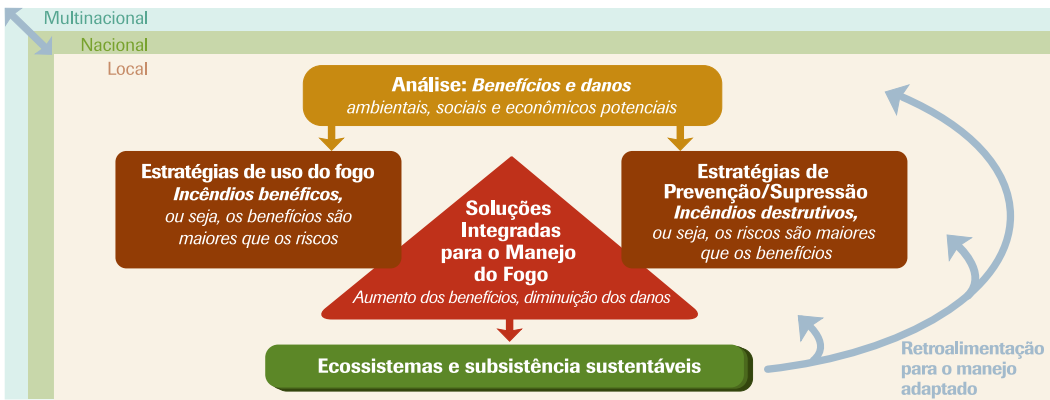 Multinacional
Nacional
Local
Análise: Benefícios e danos
ambientais, sociais e econômicos potenciais
Estratégias de uso do fogo
Incêndios benéficos,
ou seja, os benefícios são
maiores que os riscos
Soluções
Integradas
para o Manejo
do Fogo
Aumento dos benefícios, diminuição dos danos
Estratégias de
Prevenção/Supressão
Incêndios destrutivos,
ou seja, os riscos são maiores
que os benefícios
Ecossistemas e subsistência sustentáveis
Retroalimentação
para o manejo
adaptado